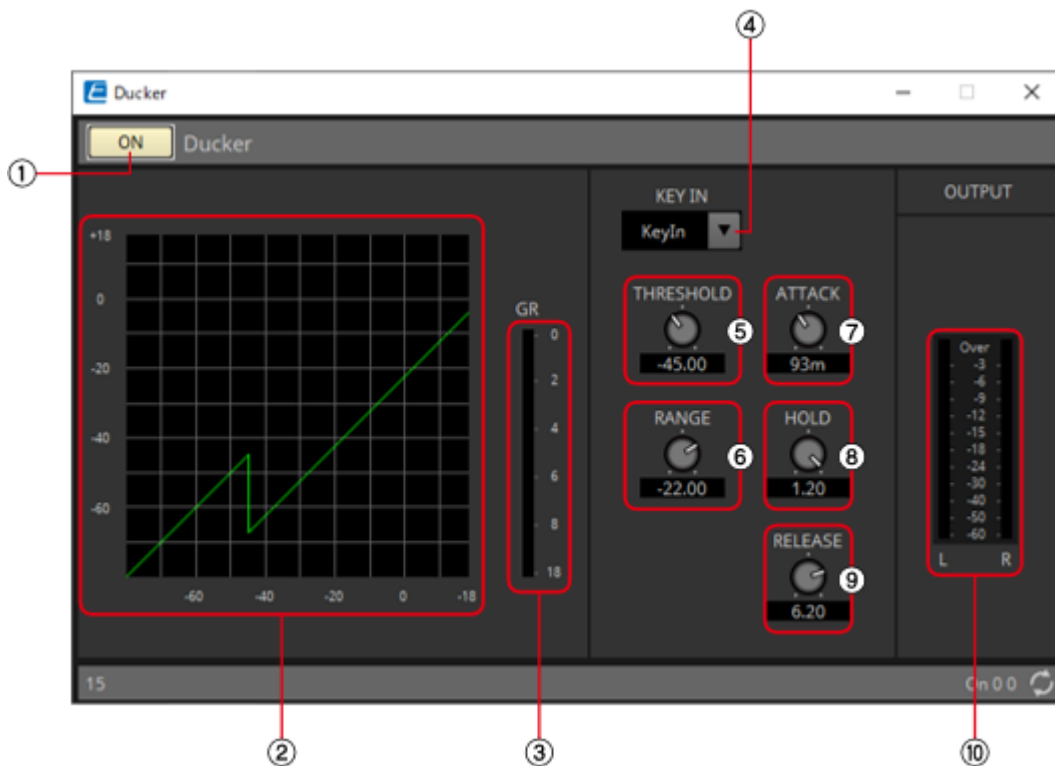 ④
Ducker
ON Ducker
①
KEY IN
KeyIn
OUTPUT
+18
0
-20
-40
-60
-60 -40 -20 0 -18
GR
0
2
4
6
8
18
THRESHOLD
⑤
-45.00
ATTACK
⑦
93m
RANGE
⑥
-22.00
HOLD
⑧
1.20
RELEASE
⑨
6.20
Over
-3
-6
-9
-12
-15
-18
-24
-30
-40
-50
-60
L R
15
On 0 0
②
③
⑩